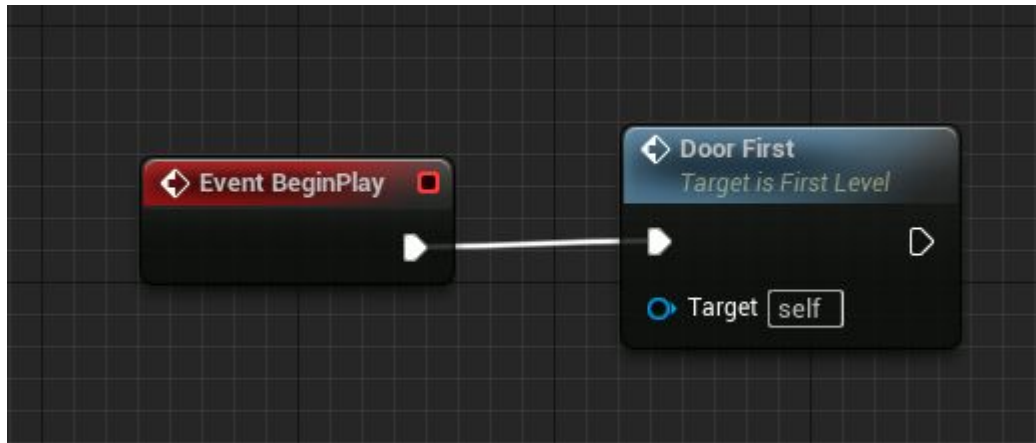 Event BeginPlay
Door First
Target is First Level
Target self